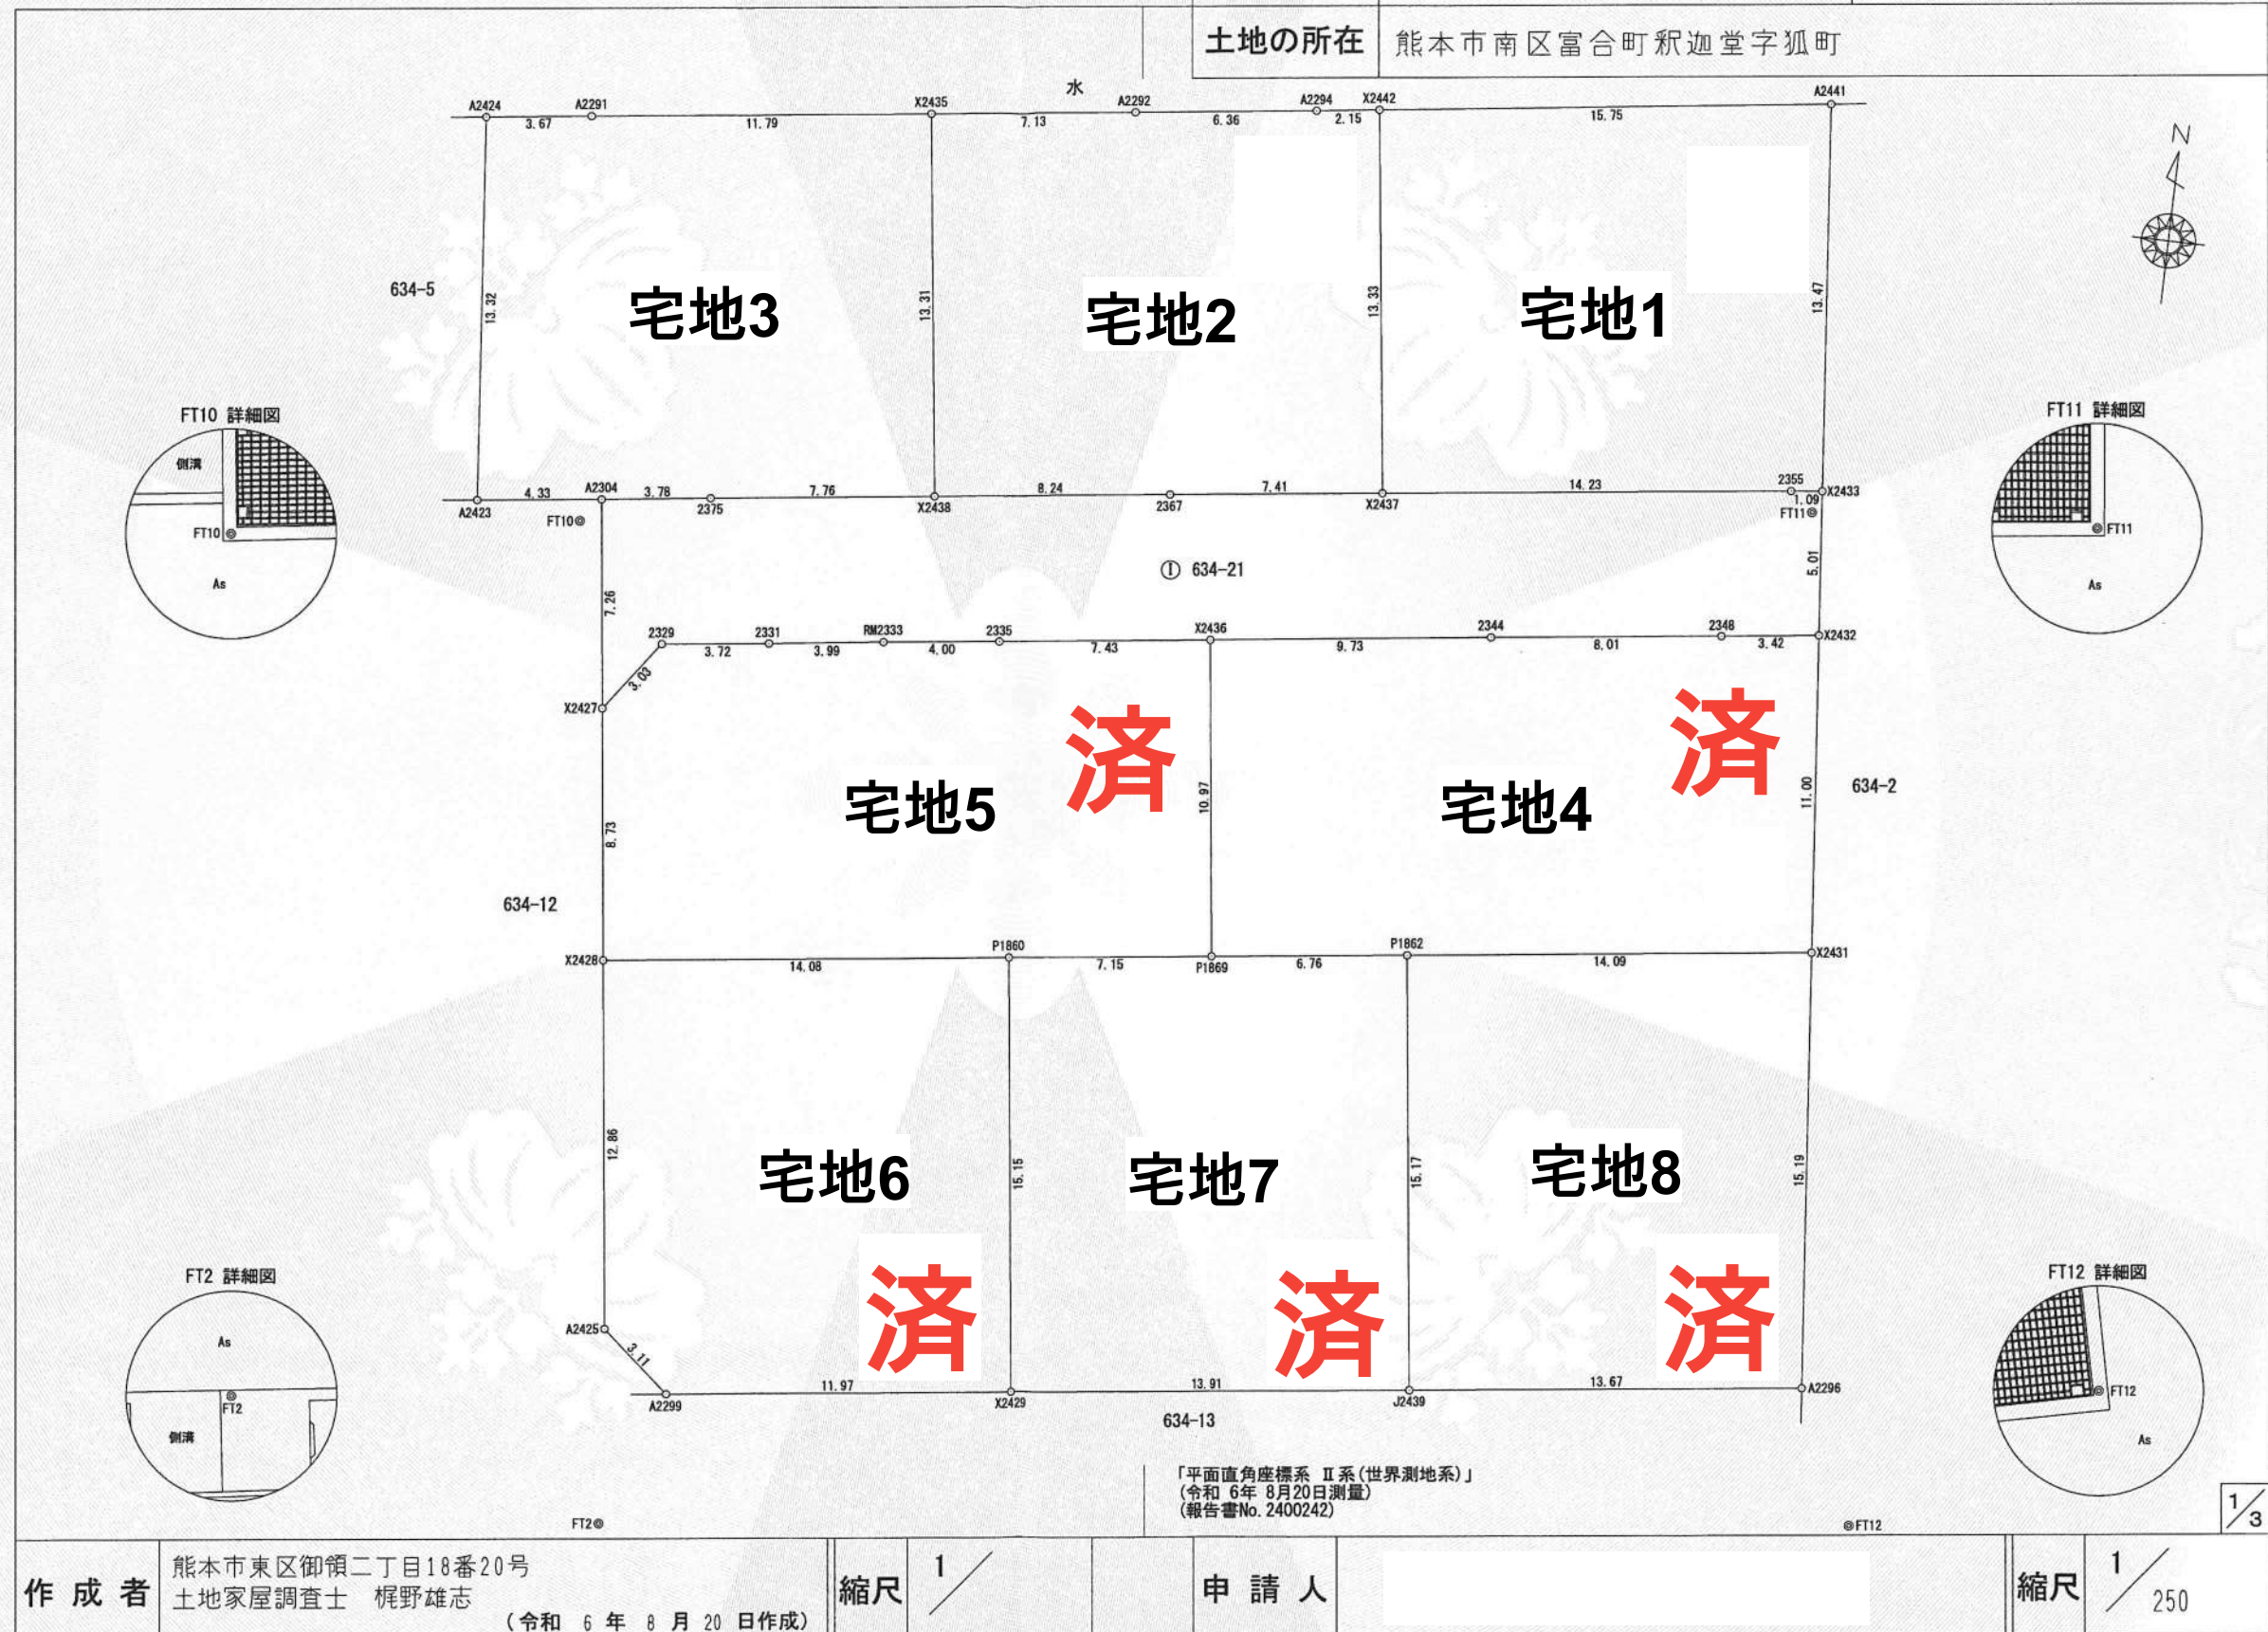 土地の所在 熊本市南区富合町釈迦堂字狐町
水
A2424 A2291 X2435 A2292 A2294 X2442 A2441
3.67 11.79 7.13 6.36 2.15 15.75
N
634-5
13.32 13.31 13.33 13.47
宅地3 宅地2 宅地1
FT10 詳細図
側溝
FT10
As
FT11 詳細図
FT11
As
4.33 A2304 3.78 7.76 8.24 7.41 14.23 2355
A2423 2375 X2438 2367 X2437 1.09 X2433
FT10 FT11
① 634-21
7.26 5.01
2329 2331 RM2333 2335 X2436 2344 2348 X2432
3.72 3.99 4.00 7.43 9.73 8.01 3.42
3.03
X2427
済 済
宅地5 宅地4
8.73 10.97 11.00
634-2
634-12
X2428 P1860 P1862 X2431
14.08 7.15 P1869 6.76 14.09
12.86 15.15 15.17 15.19
宅地6 宅地7 宅地8
済 済 済
FT2 詳細図
As
FT2
側溝
FT12 詳細図
FT12
As
A2425
3.11
11.97 13.91 13.67 A2296
A2299 X2429 J2439
634-13
「平面直角座標系 Ⅱ系(世界測地系)」
(令和 6年 8月20日測量)
(報告書No.2400242)
FT2 FT12
1/3
作成者 熊本市東区御領二丁目18番20号
土地家屋調査士 梶野雄志
(令和 6 年 8 月 20 日作成)
縮尺 1/
申請人
縮尺 1/250